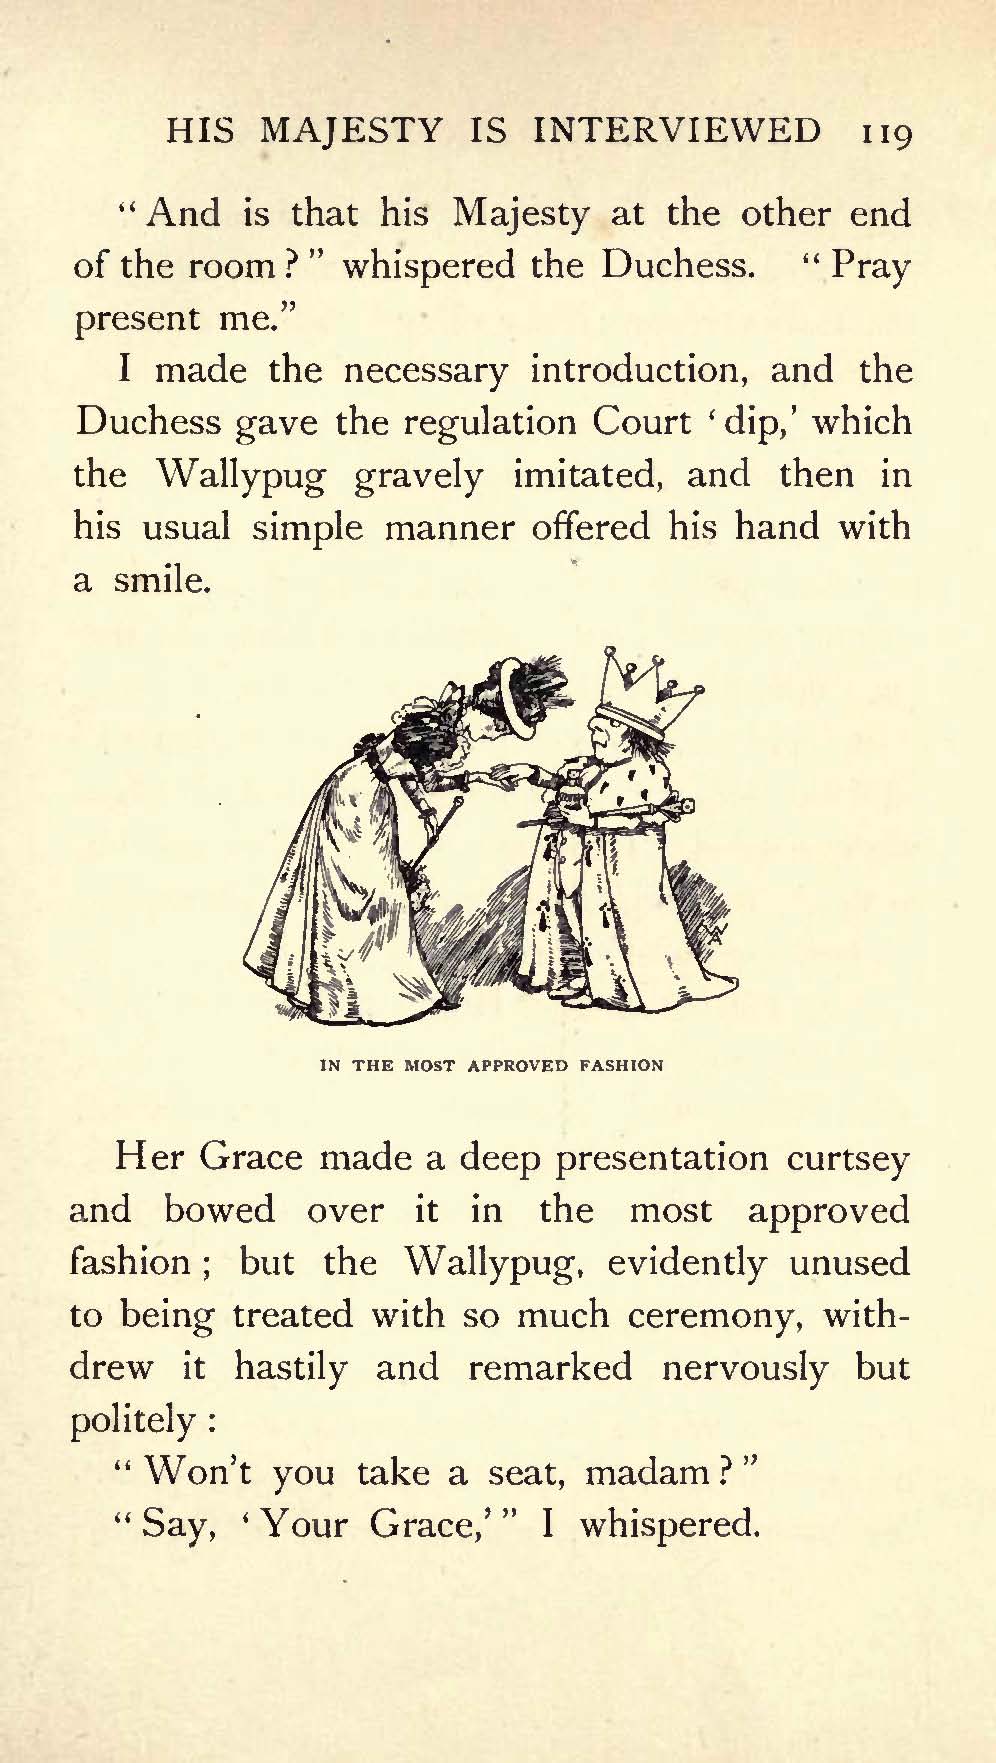 HIS MAJESTY IS INTERVIEWED 119
“And is that his Majesty at the other end
of the room?” whispered the Duchess. “Pray
present me.”
I made the necessary introduction, and the
Duchess gave the regulation Court ‘dip,’ which
the Wallypug gravely imitated, and then in
his usual simple manner offered his hand with
a smile.
WA
IN THE MOST APPROVED FASHION
Her Grace made a deep presentation curtsey
and bowed over it in the most approved
fashion; but the Wallypug, evidently unused
to being treated with so much ceremony, with-
drew it hastily and remarked nervously but
politely:
“Won’t you take a seat, madam?”
“Say, ‘Your Grace,’” I whispered.